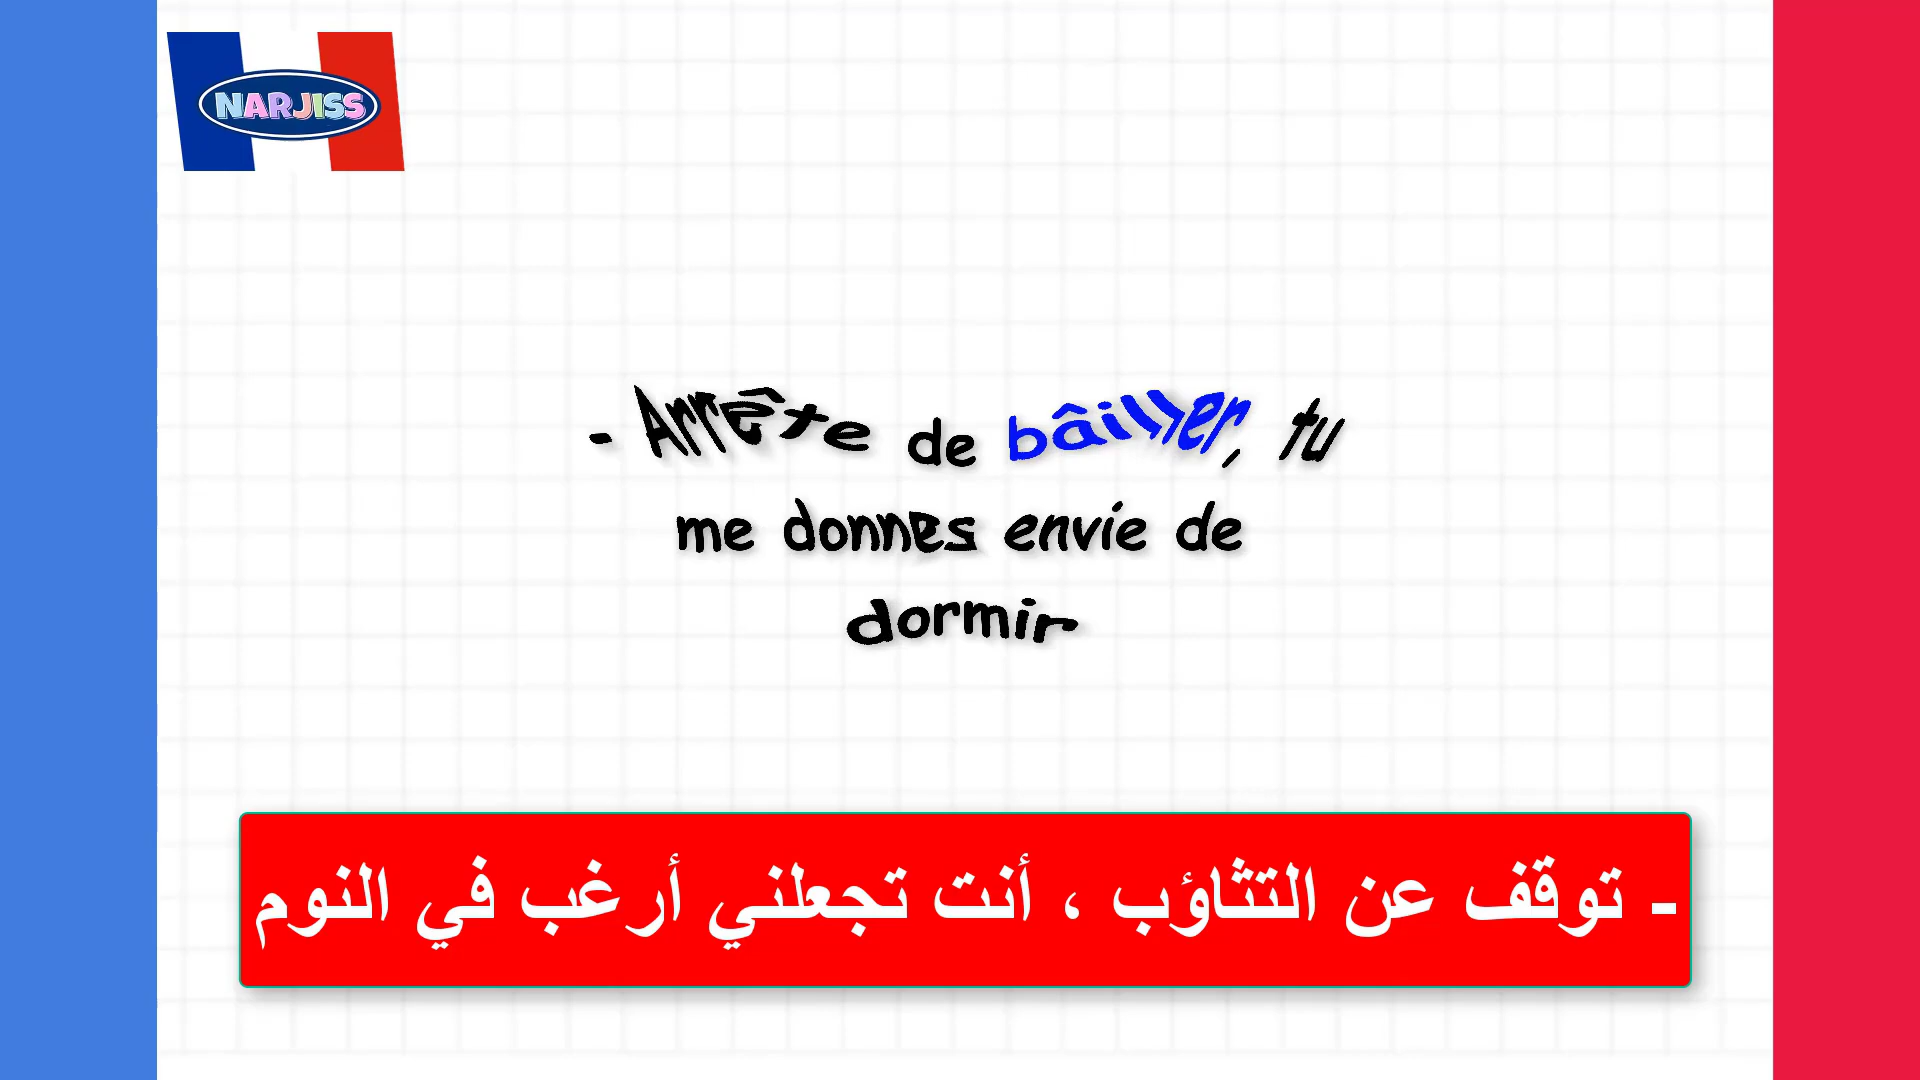 NARJISS
- Arrête de bâiller, tu
me donnes envie de
dormir
- توقف عن التثاؤب ، أنت تجعلني أرغب في النوم